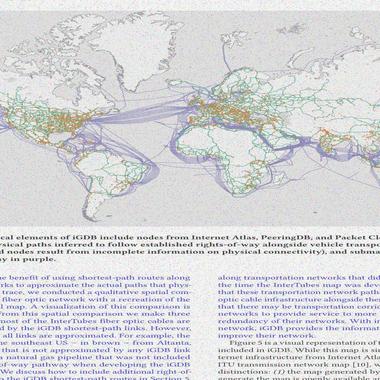 cal elements of iGDB include nodes from Internet Atlas, PeeringDB, and Packet Cl
ysical paths inferred to follow established rights-of-way alongside vehicle transpo
d nodes result from incomplete information on physical connectivity), and subma
y in purple.
he benefit of using shortest-path routes along
rks to approximate the actual paths that phys-
trace, we conducted a qualitative spatial com-
fiber optic network with a recreation of the
l map. A visualization of this comparison is
rom this spatial comparison we make three
most of the InterTubes fiber optic cables are
d by the iGDB shortest-path links. However,
all links are approximated. For example, the
he southeast US – in brown – from Atlanta,
that is not approximated by any iGDB link
a natural gas pipeline that was not included
of-way pathway when developing the iGDB
We discuss how to include additional right-of-
o the iGDB shortest-path routes in Section 5
along transportation networks that did
the time the InterTubes map was dev
that these transportation network path
optic cable infrastructure alongside the
that there may be transportation corrido
networks to provide service to more
redundancy of their networks. With i
network, iGDB provides the informat
improve their network.
Figure 5 is a visual representation of
included in iGDB. While this map is si
ternet infrastructure from Internet Atla
ITU transmission network map [10], w
distinctions: (1) the map generated by
generate the map is openly available